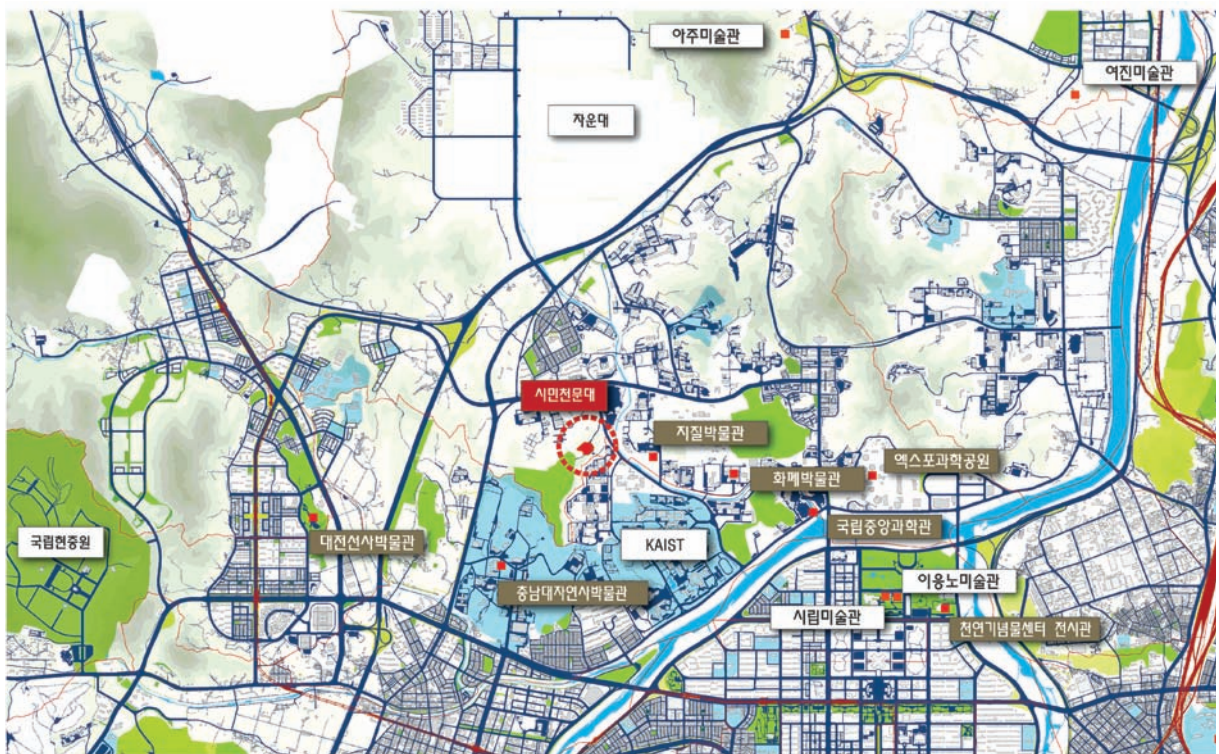 아주미술관
여진미술관
자운대
시민천문대
지질박물관
엑스포과학공원
화폐박물관
국립중앙과학관
대전선사박물관
국립현충원
KAIST
충남대자연사박물관
이응노미술관
시립미술관
천연기념물센터 전시관